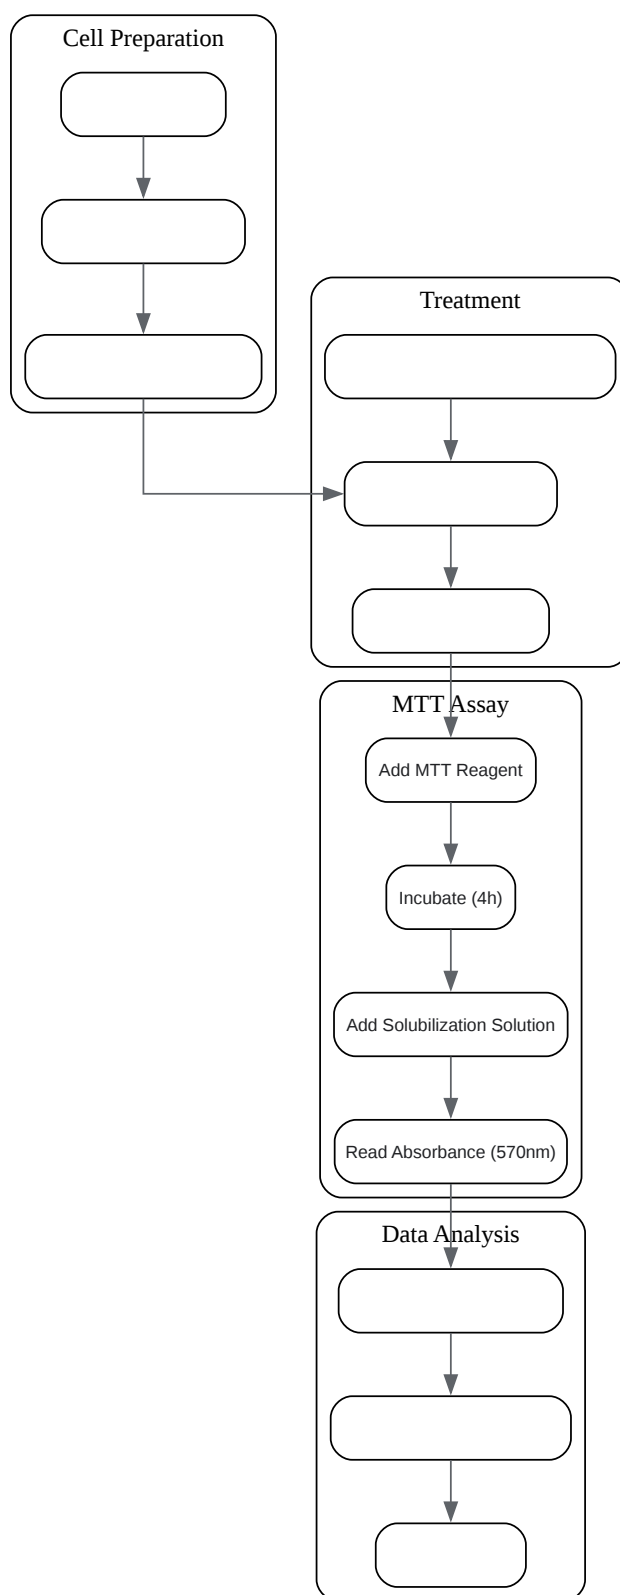 Cell Preparation
Treatment
MTT Assay
Add MTT Reagent
Incubate (4h)
Add Solubilization Solution
Read Absorbance (570nm)
Data Analysis